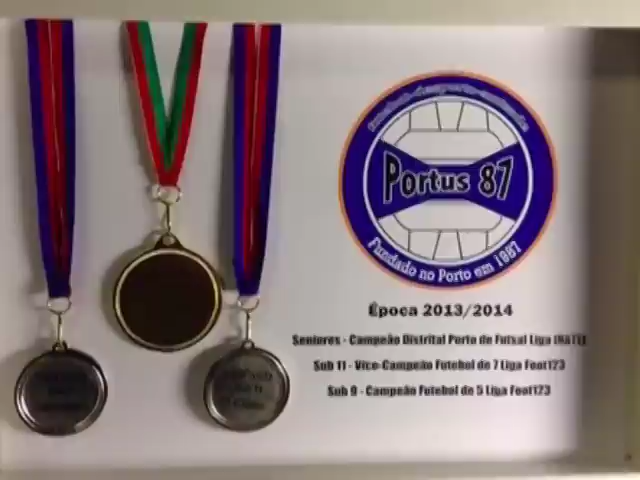 Portus 87
Fundado no Porto em 1987
Época 2013/2014
Seniores - Campeão Distrital Porto de Futsal Liga
Sub 11 - Vice-Campeão Futebol de 7 Liga Foot123
Sub 9 - Campeão Futebol de 5 Liga Foot123